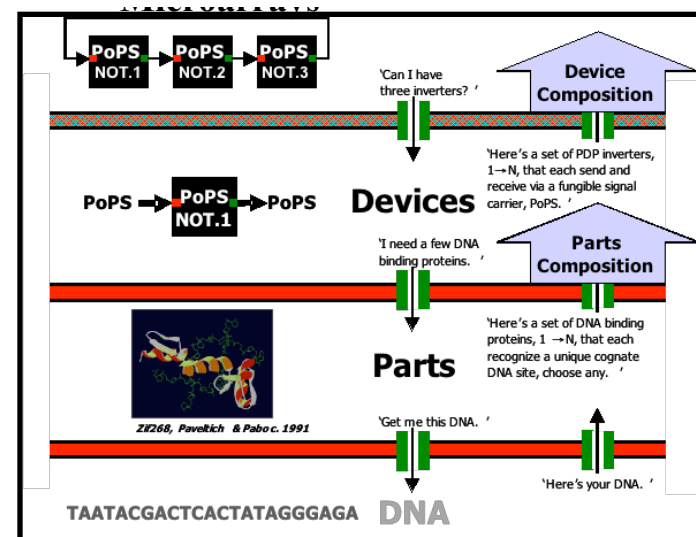 Microarrays
PoPS PoPS PoPS
NOT.1 NOT.2 NOT.3
‘Can I have
three inverters? ’
Device
Composition
‘Here’s a set of PDP inverters,
1→N, that each send and
receive via a fungible signal
carrier, PoPS. ’
PoPS PoPS PoPS
NOT.1
Devices
‘I need a few DNA
binding proteins. ’
Parts
Composition
‘Here’s a set of DNA binding
proteins, 1 →N, that each
recognize a unique cognate
DNA site, choose any. ’
Parts
Zif268, Paveltich & Pabo c. 1991
‘Get me this DNA. ’
‘Here’s your DNA. ’
TAATACGACTCACTATAGGGAGA DNA